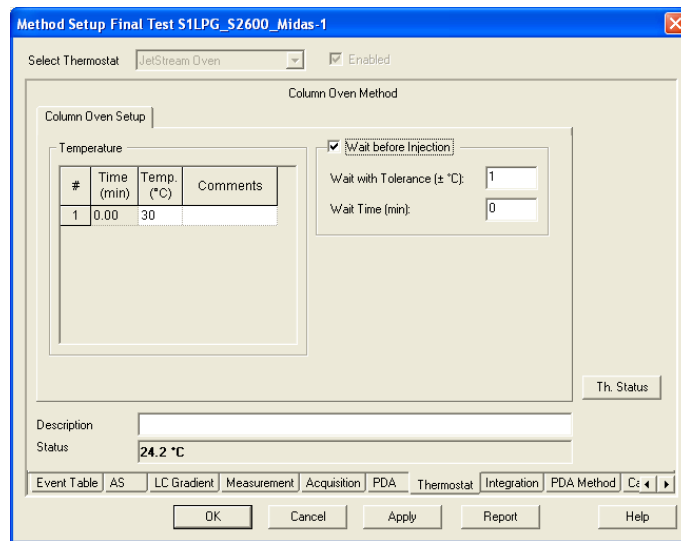 Method Setup Final Test S1LPG_S2600_Midas-1
Select Thermostat JetStream Oven Enabled
Column Oven Method
Column Oven Setup
Temperature
# Time (min) Temp. (°C) Comments
1 0.00 30
Wait before Injection
Wait with Tolerance (± °C): 1
Wait Time (min): 0
Th. Status
Description
Status 24.2 °C
Event Table AS LC Gradient Measurement Acquisition PDA Thermostat Integration PDA Method Ca
OK Cancel Apply Report Help